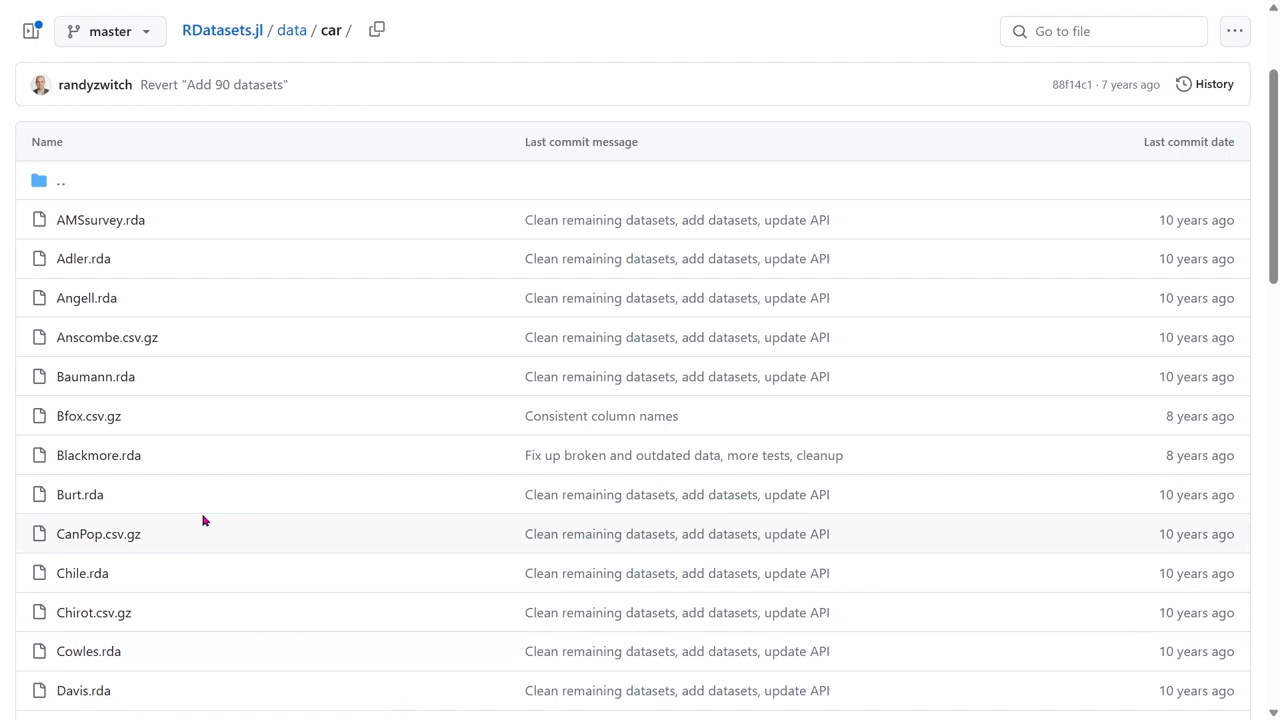 master RDatasets.jl / data / car / Go to file
randyzwitch Revert "Add 90 datasets" 88f14c1 · 7 years ago History
Name Last commit message Last commit date
..
AMSsurvey.rda Clean remaining datasets, add datasets, update API 10 years ago
Adler.rda Clean remaining datasets, add datasets, update API 10 years ago
Angell.rda Clean remaining datasets, add datasets, update API 10 years ago
Anscombe.csv.gz Clean remaining datasets, add datasets, update API 10 years ago
Baumann.rda Clean remaining datasets, add datasets, update API 10 years ago
Bfox.csv.gz Consistent column names 8 years ago
Blackmore.rda Fix up broken and outdated data, more tests, cleanup 8 years ago
Burt.rda Clean remaining datasets, add datasets, update API 10 years ago
CanPop.csv.gz Clean remaining datasets, add datasets, update API 10 years ago
Chile.rda Clean remaining datasets, add datasets, update API 10 years ago
Chirot.csv.gz Clean remaining datasets, add datasets, update API 10 years ago
Cowles.rda Clean remaining datasets, add datasets, update API 10 years ago
Davis.rda Clean remaining datasets, add datasets, update API 10 years ago